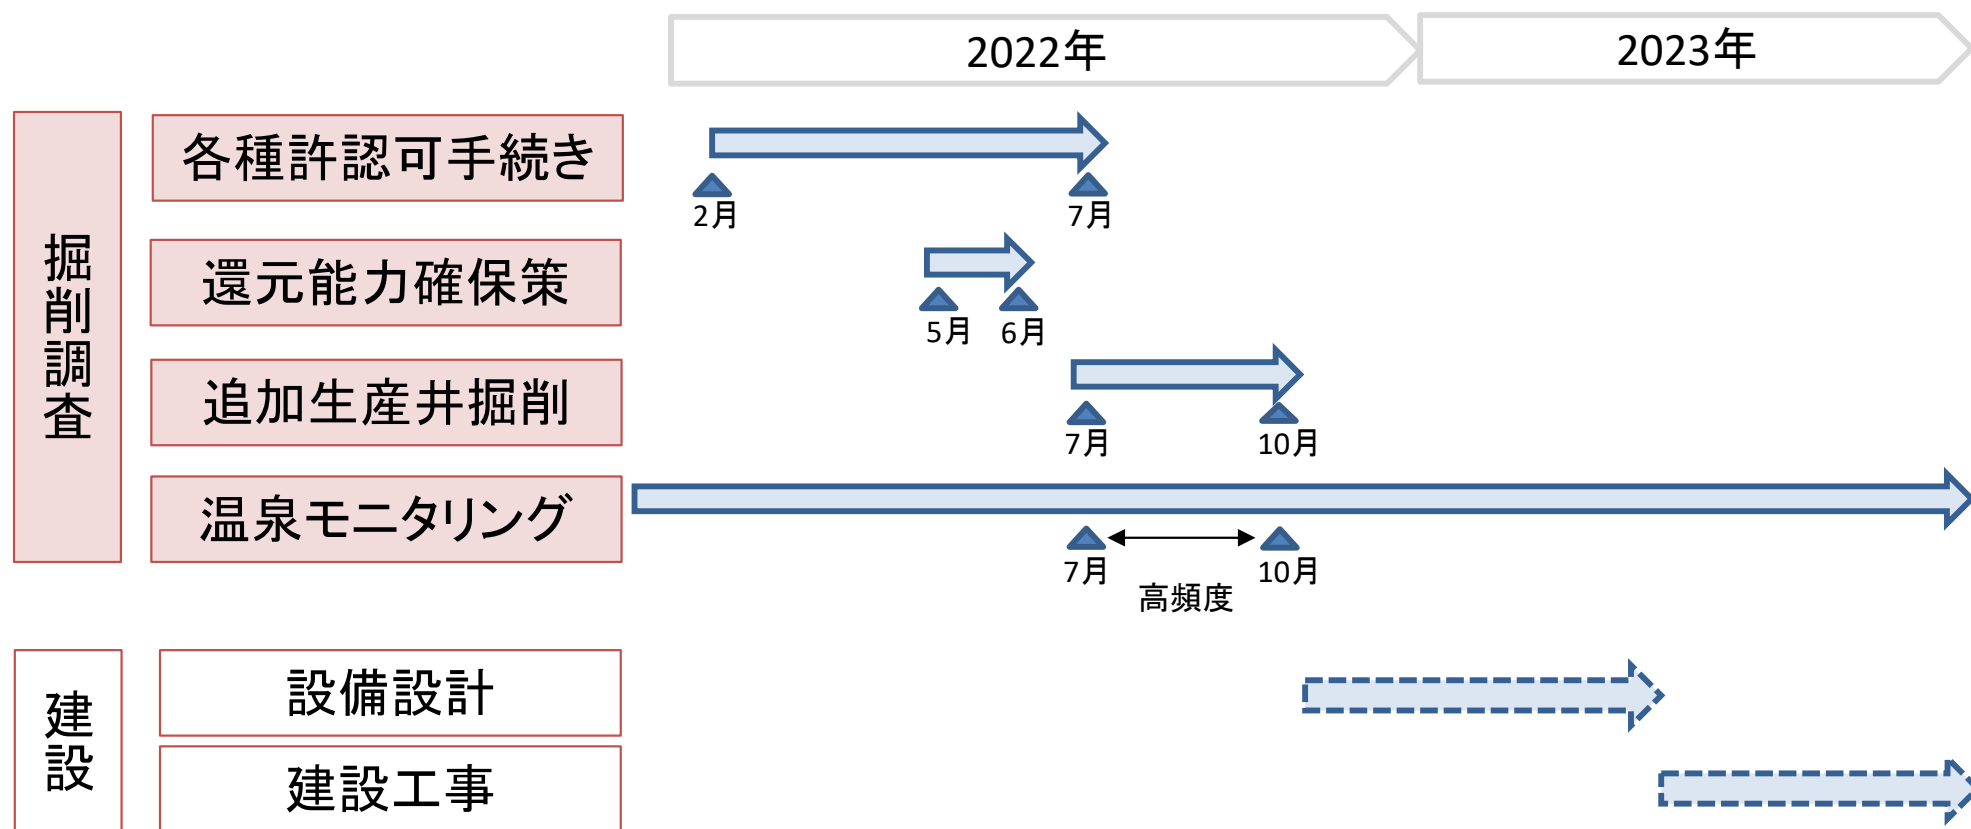 2022年
2023年
掘削調査
各種許認可手続き
2月
7月
還元能力確保策
5月
6月
追加生産井掘削
7月
10月
温泉モニタリング
7月
10月
高頻度
建設
設備設計
建設工事